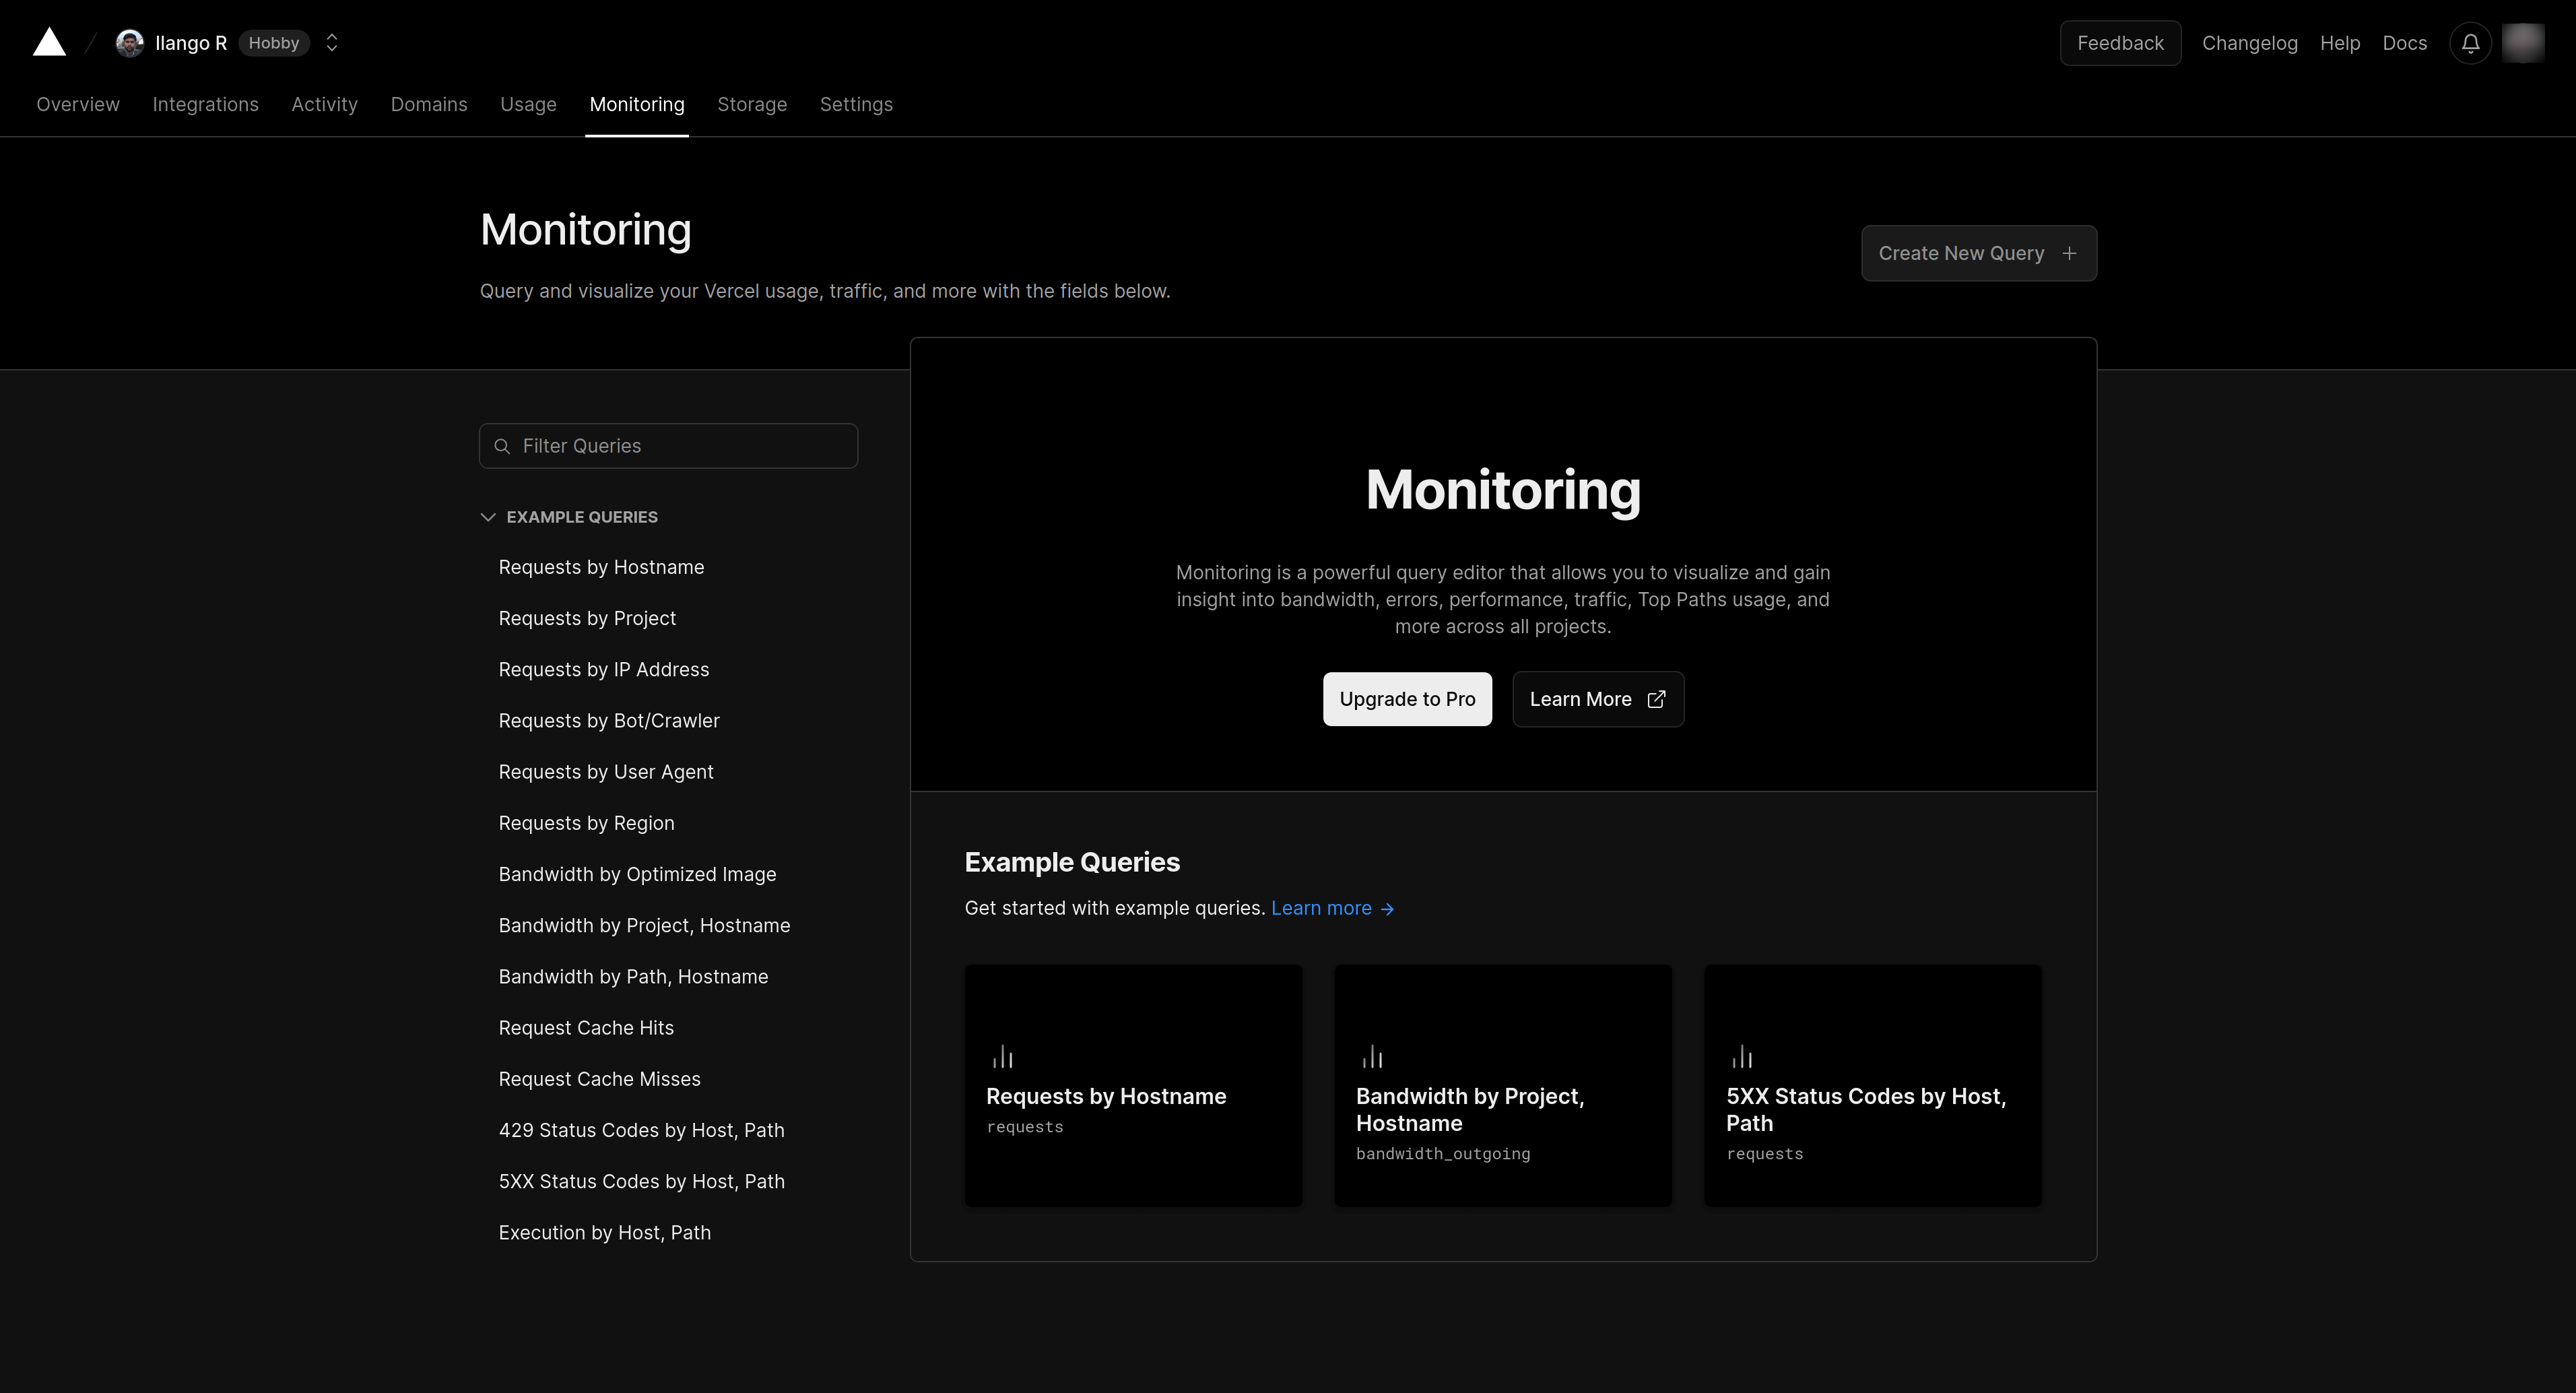 Ilango R
Hobby
Feedback
Changelog
Help
Docs
Overview
Integrations
Activity
Domains
Usage
Monitoring
Storage
Settings
Monitoring
Query and visualize your Vercel usage, traffic, and more with the fields below.
Create New Query
Filter Queries
EXAMPLE QUERIES
Requests by Hostname
Requests by Project
Requests by IP Address
Requests by Bot/Crawler
Requests by User Agent
Requests by Region
Bandwidth by Optimized Image
Bandwidth by Project, Hostname
Bandwidth by Path, Hostname
Request Cache Hits
Request Cache Misses
429 Status Codes by Host, Path
5XX Status Codes by Host, Path
Execution by Host, Path
Monitoring
Monitoring is a powerful query editor that allows you to visualize and gain
insight into bandwidth, errors, performance, traffic, Top Paths usage, and
more across all projects.
Upgrade to Pro
Learn More
Example Queries
Get started with example queries. Learn more →
Requests by Hostname
requests
Bandwidth by Project,
Hostname
bandwidth_outgoing
5XX Status Codes by Host,
Path
requests